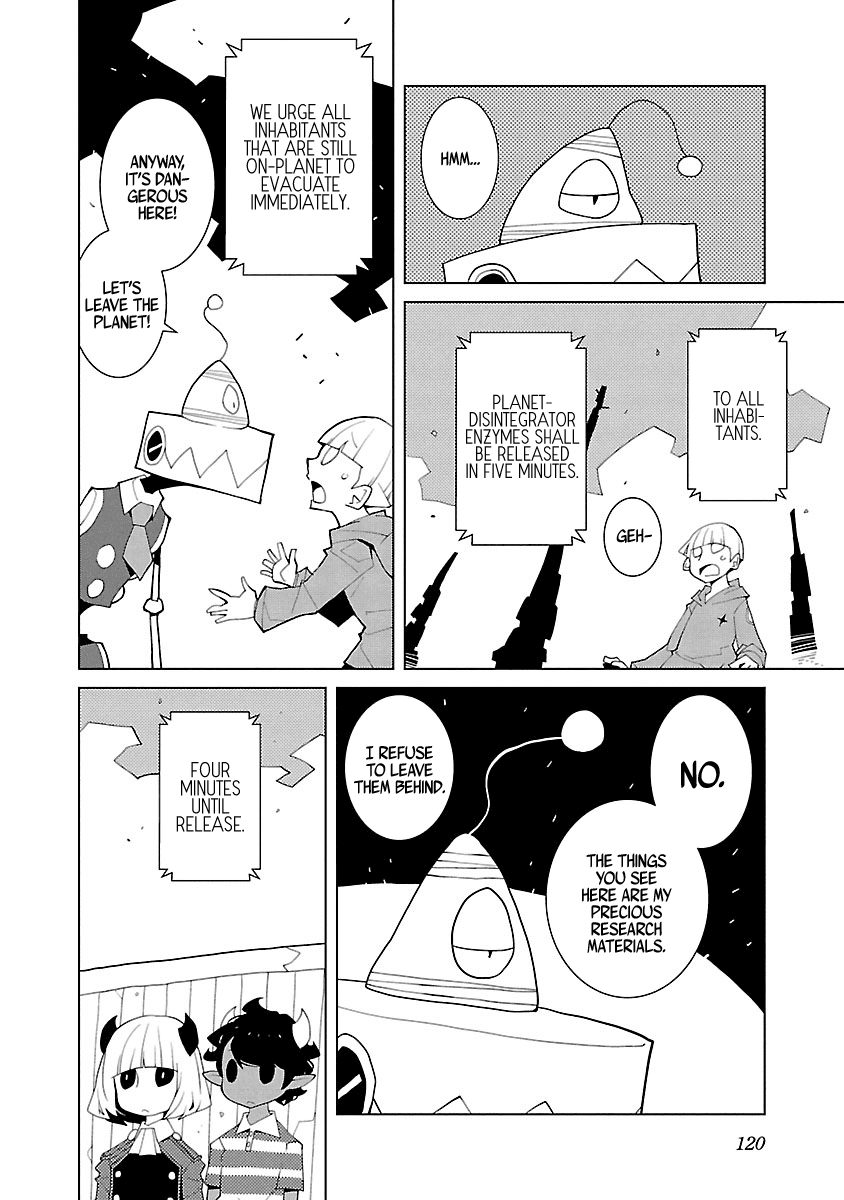 HMM...
TO ALL
INHABI-
TANTS.
PLANET-
DISINTEGRATOR
ENZYMES SHALL
BE RELEASED
IN FIVE MINUTES.
GEH-
WE URGE ALL
INHABITANTS
THAT ARE STILL
ON-PLANET TO
EVACUATE
IMMEDIATELY.
ANYWAY,
IT'S DAN-
GEROUS
HERE!
LET'S
LEAVE THE
PLANET!
NO.
THE THINGS
YOU SEE
HERE ARE MY
PRECIOUS
RESEARCH
MATERIALS.
I REFUSE
TO LEAVE
THEM BEHIND.
FOUR
MINUTES
UNTIL
RELEASE.
120